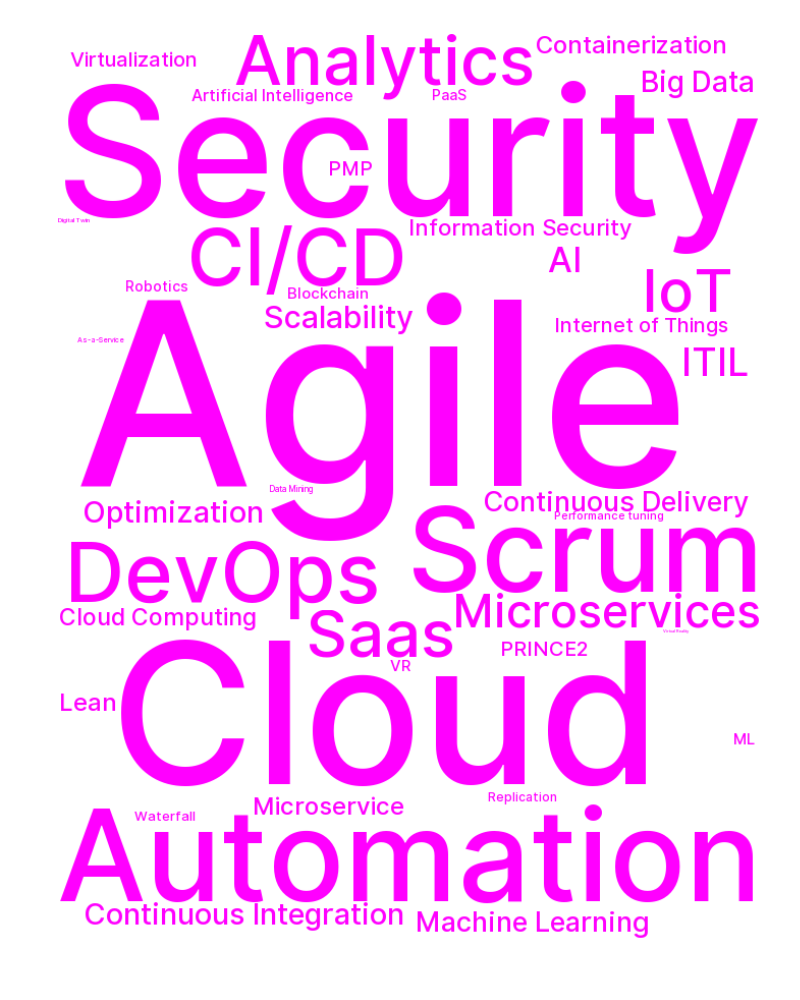 Analytics
Containerization
Virtualization
Big Data
Artificial Intelligence
PaaS
Security
PMP
Digital Twin
Information Security
CI/CD
AI
Robotics
Blockchain
IoT
Scalability
Internet of Things
As-a-Service
ITIL
Agile
Data Mining
Continuous Delivery
Optimization
Performance tuning
Scrum
DevOps
Microservices
Cloud Computing
Saas
Virtual Reality
PRINCE2
VR
Cloud
Lean
ML
Replication
Microservice
Waterfall
Automation
Continuous Integration
Machine Learning